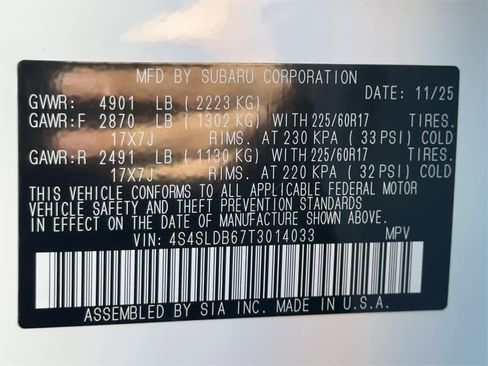 MFD BY SUBARU CORPORATION
DATE: 11/25
GVWR: 4901 LB (2223 KG)
GAWR:F 2870 LB (1302 KG) WITH 225/60R17 TIRES.
17X7J RIMS. AT 230 KPA (33 PSI) COLD
GAWR:R 2491 LB (1130 KG) WITH 225/60R17 TIRES.
17X7J RIMS. AT 220 KPA (32 PSI) COLD
THIS VEHICLE CONFORMS TO ALL APPLICABLE FEDERAL MOTOR
VEHICLE SAFETY AND THEFT PREVENTION STANDARDS
IN EFFECT ON THE DATE OF MANUFACTURE SHOWN ABOVE.
VIN: 4S4SLDB67T3014033 MPV
ASSEMBLED BY SIA INC. MADE IN U.S.A.